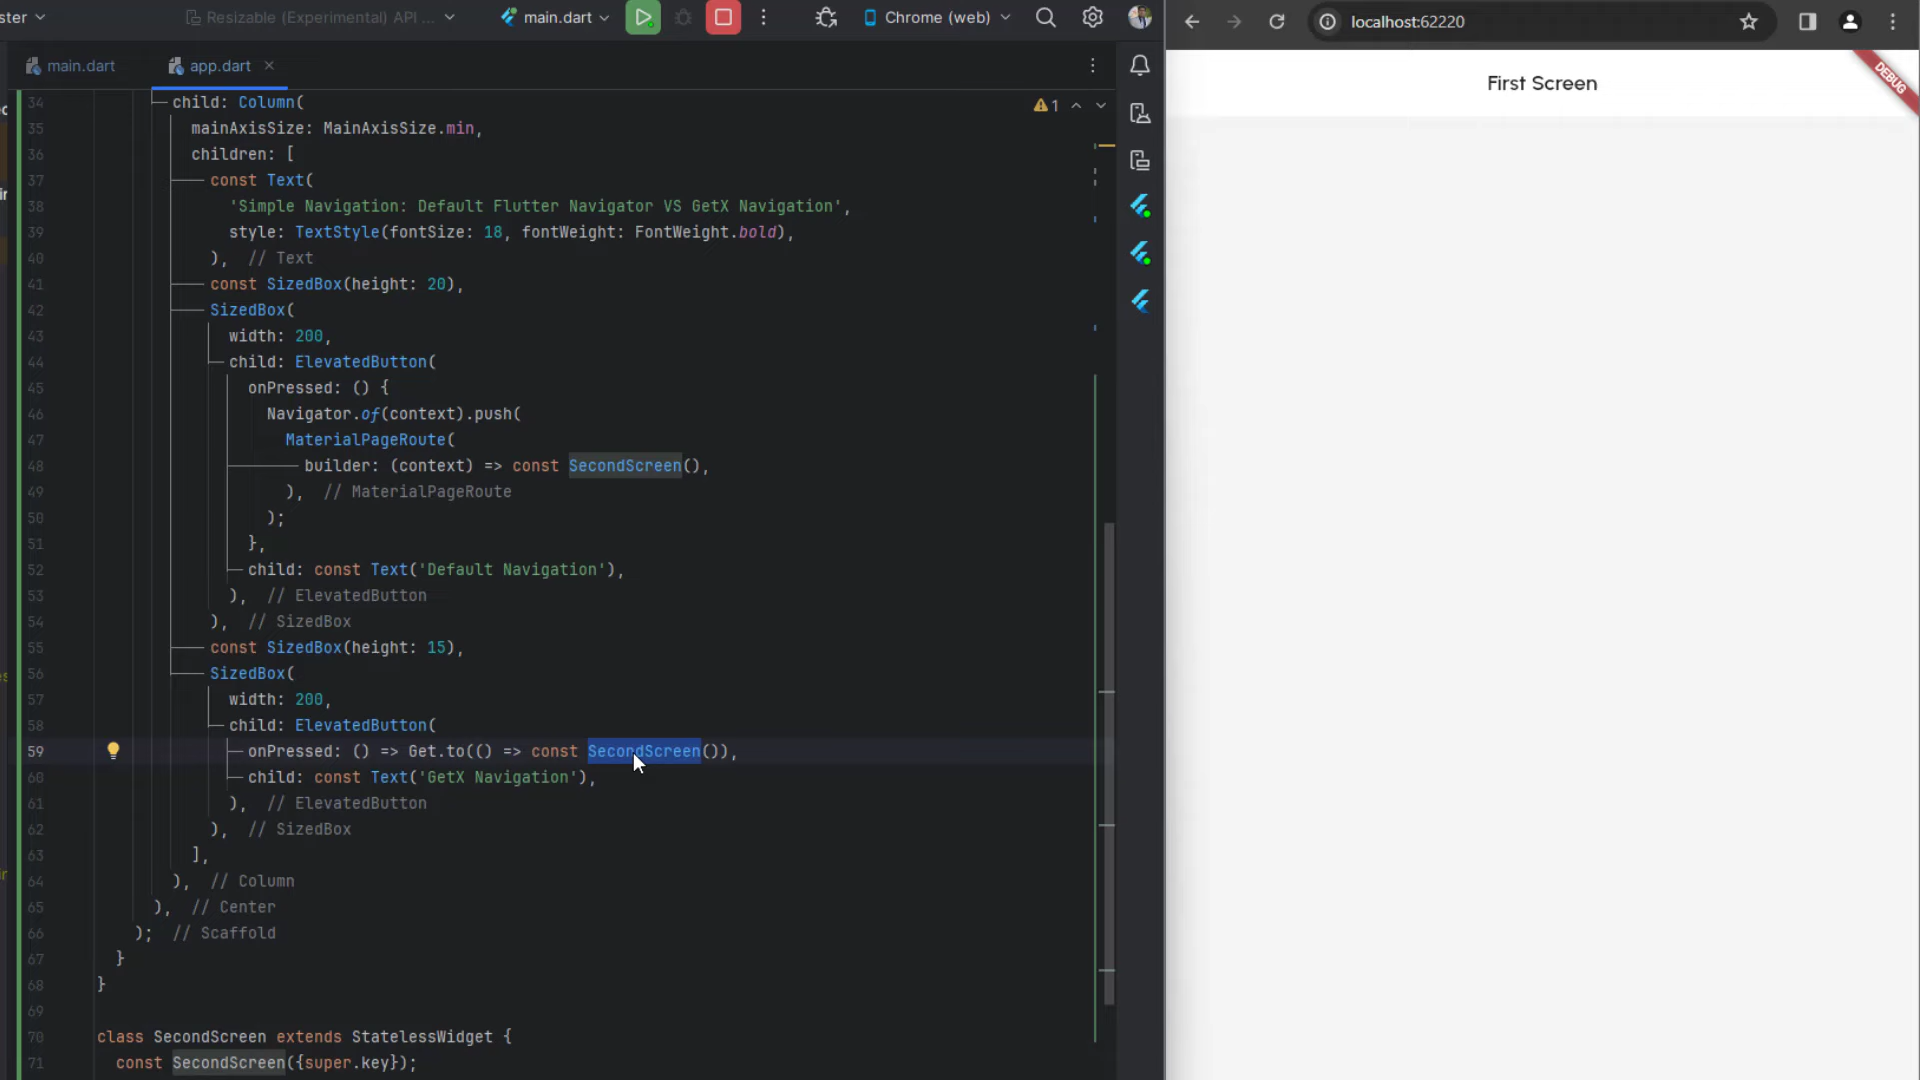 ster
Resizable (Experimental) API ...
main.dart
Chrome (web)
localhost:62220
main.dart
app.dart
First Screen
DEBUG
1
34 child: Column(
35 mainAxisSize: MainAxisSize.min,
36 children: [
37 const Text(
38 'Simple Navigation: Default Flutter Navigator VS GetX Navigation',
39 style: TextStyle(fontSize: 18, fontWeight: FontWeight.bold),
40 ), // Text
41 const SizedBox(height: 20),
42 SizedBox(
43 width: 200,
44 child: ElevatedButton(
45 onPressed: () {
46 Navigator.of(context).push(
47 MaterialPageRoute(
48 builder: (context) => const SecondScreen(),
49 ), // MaterialPageRoute
50 );
51 },
52 child: const Text('Default Navigation'),
53 ), // ElevatedButton
54 ), // SizedBox
55 const SizedBox(height: 15),
56 SizedBox(
57 width: 200,
58 child: ElevatedButton(
59 onPressed: () => Get.to(() => const SecondScreen()),
60 child: const Text('GetX Navigation'),
61 ), // ElevatedButton
62 ), // SizedBox
63 ],
64 ), // Column
65 ), // Center
66 ); // Scaffold
67 }
68 }
69
70 class SecondScreen extends StatelessWidget {
71 const SecondScreen({super.key});